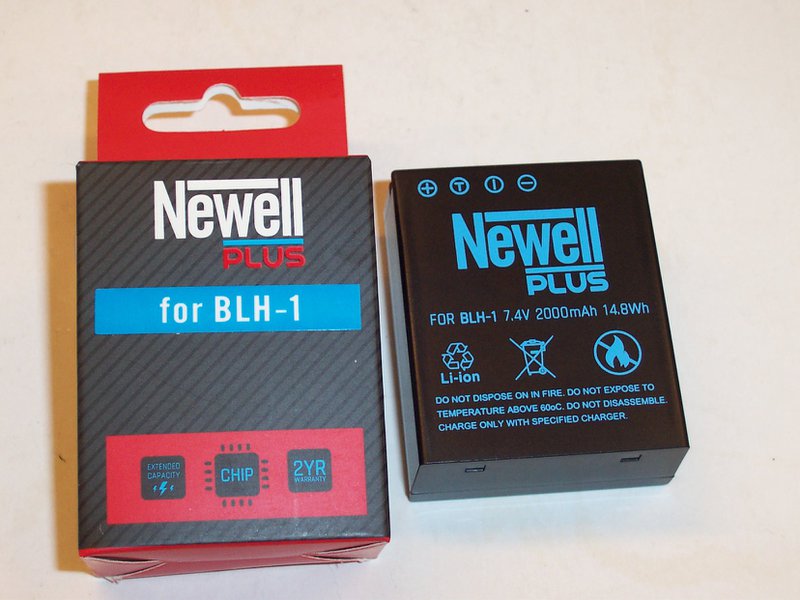 Newell
PLUS
for BLH-1
EXTENDED
CAPACITY
CHIP
2YR
WARRANTY
+ T I −
Newell
PLUS
FOR BLH-1 7.4V 2000mAh 14.8Wh
Li-ion
DO NOT DISPOSE ON IN FIRE. DO NOT EXPOSE TO
TEMPERATURE ABOVE 60oC. DO NOT DISASSEMBLE.
CHARGE ONLY WITH SPECIFIED CHARGER.